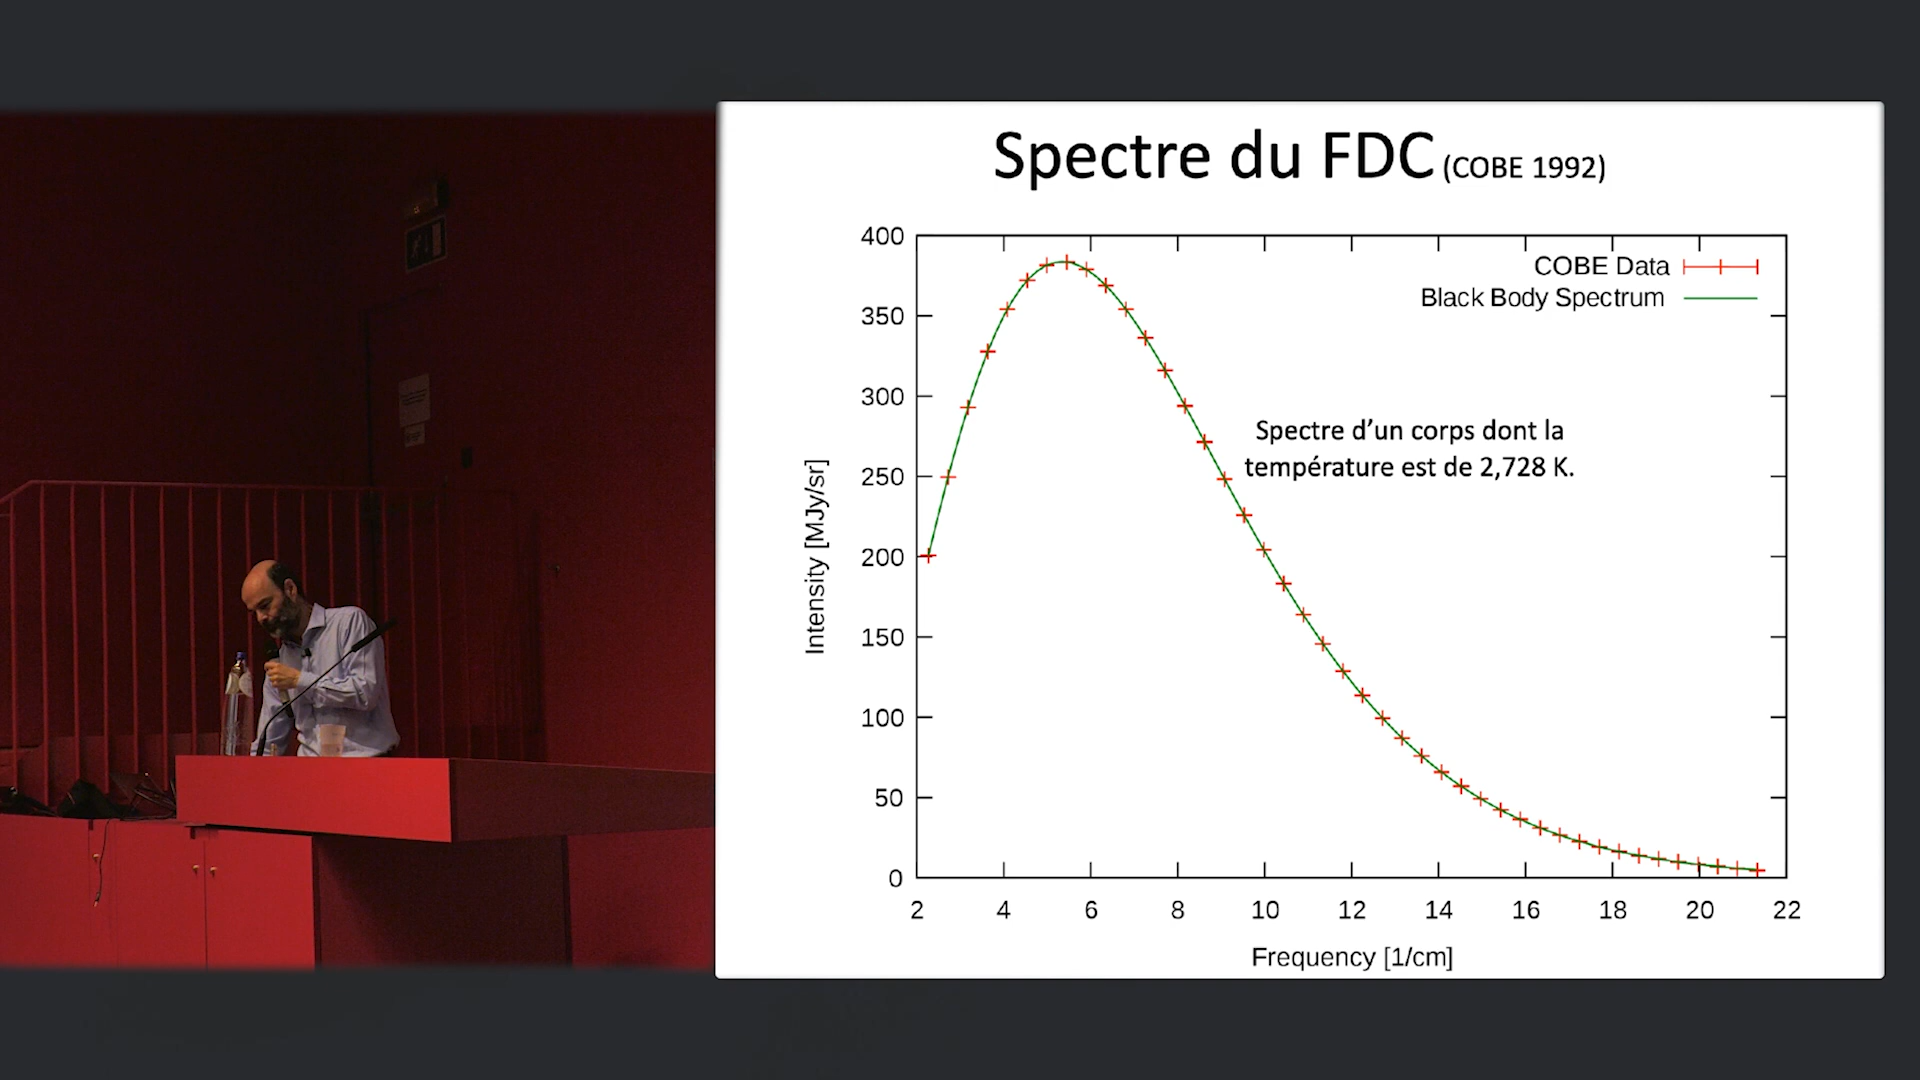 Spectre du FDC (COBE 1992)
400
350
300
250
200
150
100
50
0
Intensity [MJy/sr]
COBE Data
Black Body Spectrum
Spectre d’un corps dont la
température est de 2,728 K.
2 4 6 8 10 12 14 16 18 20 22
Frequency [1/cm]